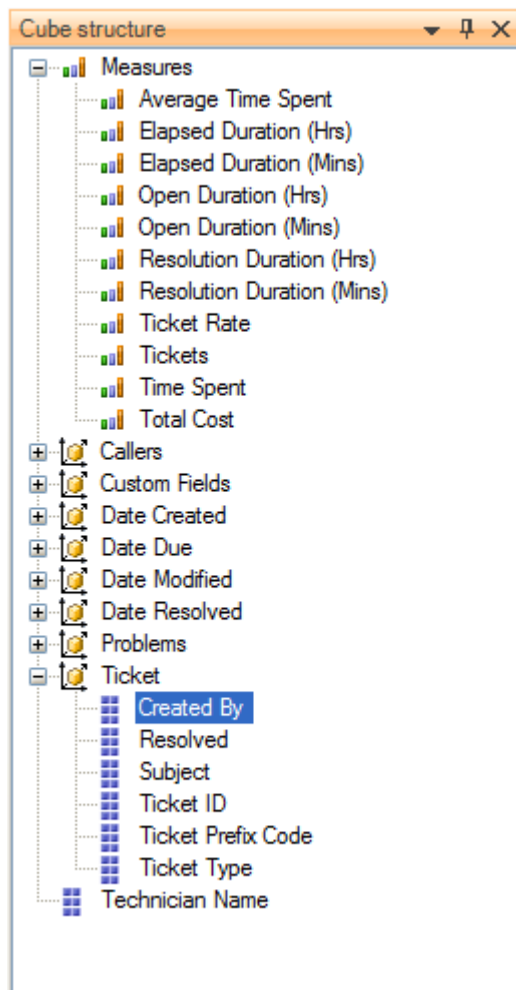 Cube structure
Measures
Average Time Spent
Elapsed Duration (Hrs)
Elapsed Duration (Mins)
Open Duration (Hrs)
Open Duration (Mins)
Resolution Duration (Hrs)
Resolution Duration (Mins)
Ticket Rate
Tickets
Time Spent
Total Cost
Callers
Custom Fields
Date Created
Date Due
Date Modified
Date Resolved
Problems
Ticket
Created By
Resolved
Subject
Ticket ID
Ticket Prefix Code
Ticket Type
Technician Name